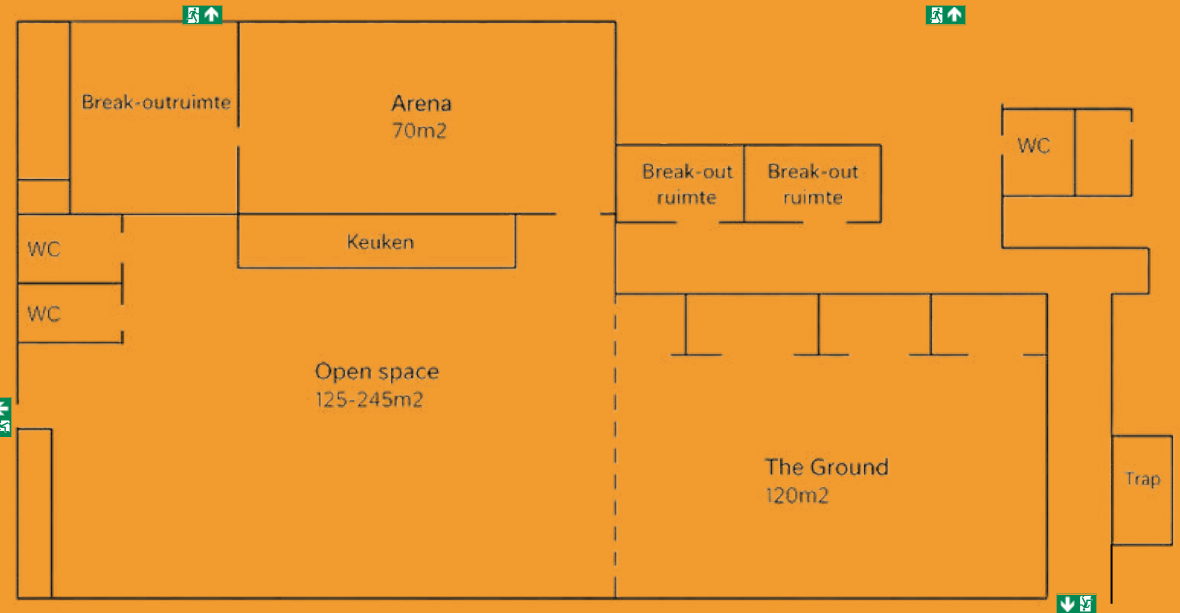 Break-outruimte
Arena
70m2
Break-out
ruimte
Break-out
ruimte
WC
WC
Keuken
WC
Open space
125-245m2
The Ground
120m2
Trap